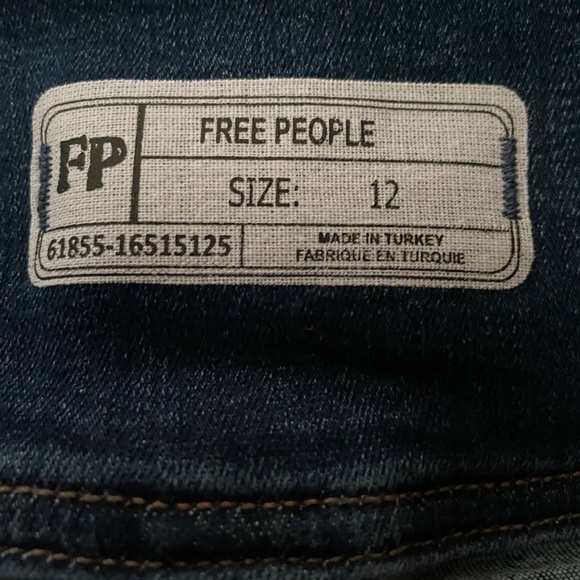 FP
FREE PEOPLE
SIZE: 12
61855-16515125
MADE IN TURKEY
FABRIQUE EN TURQUIE